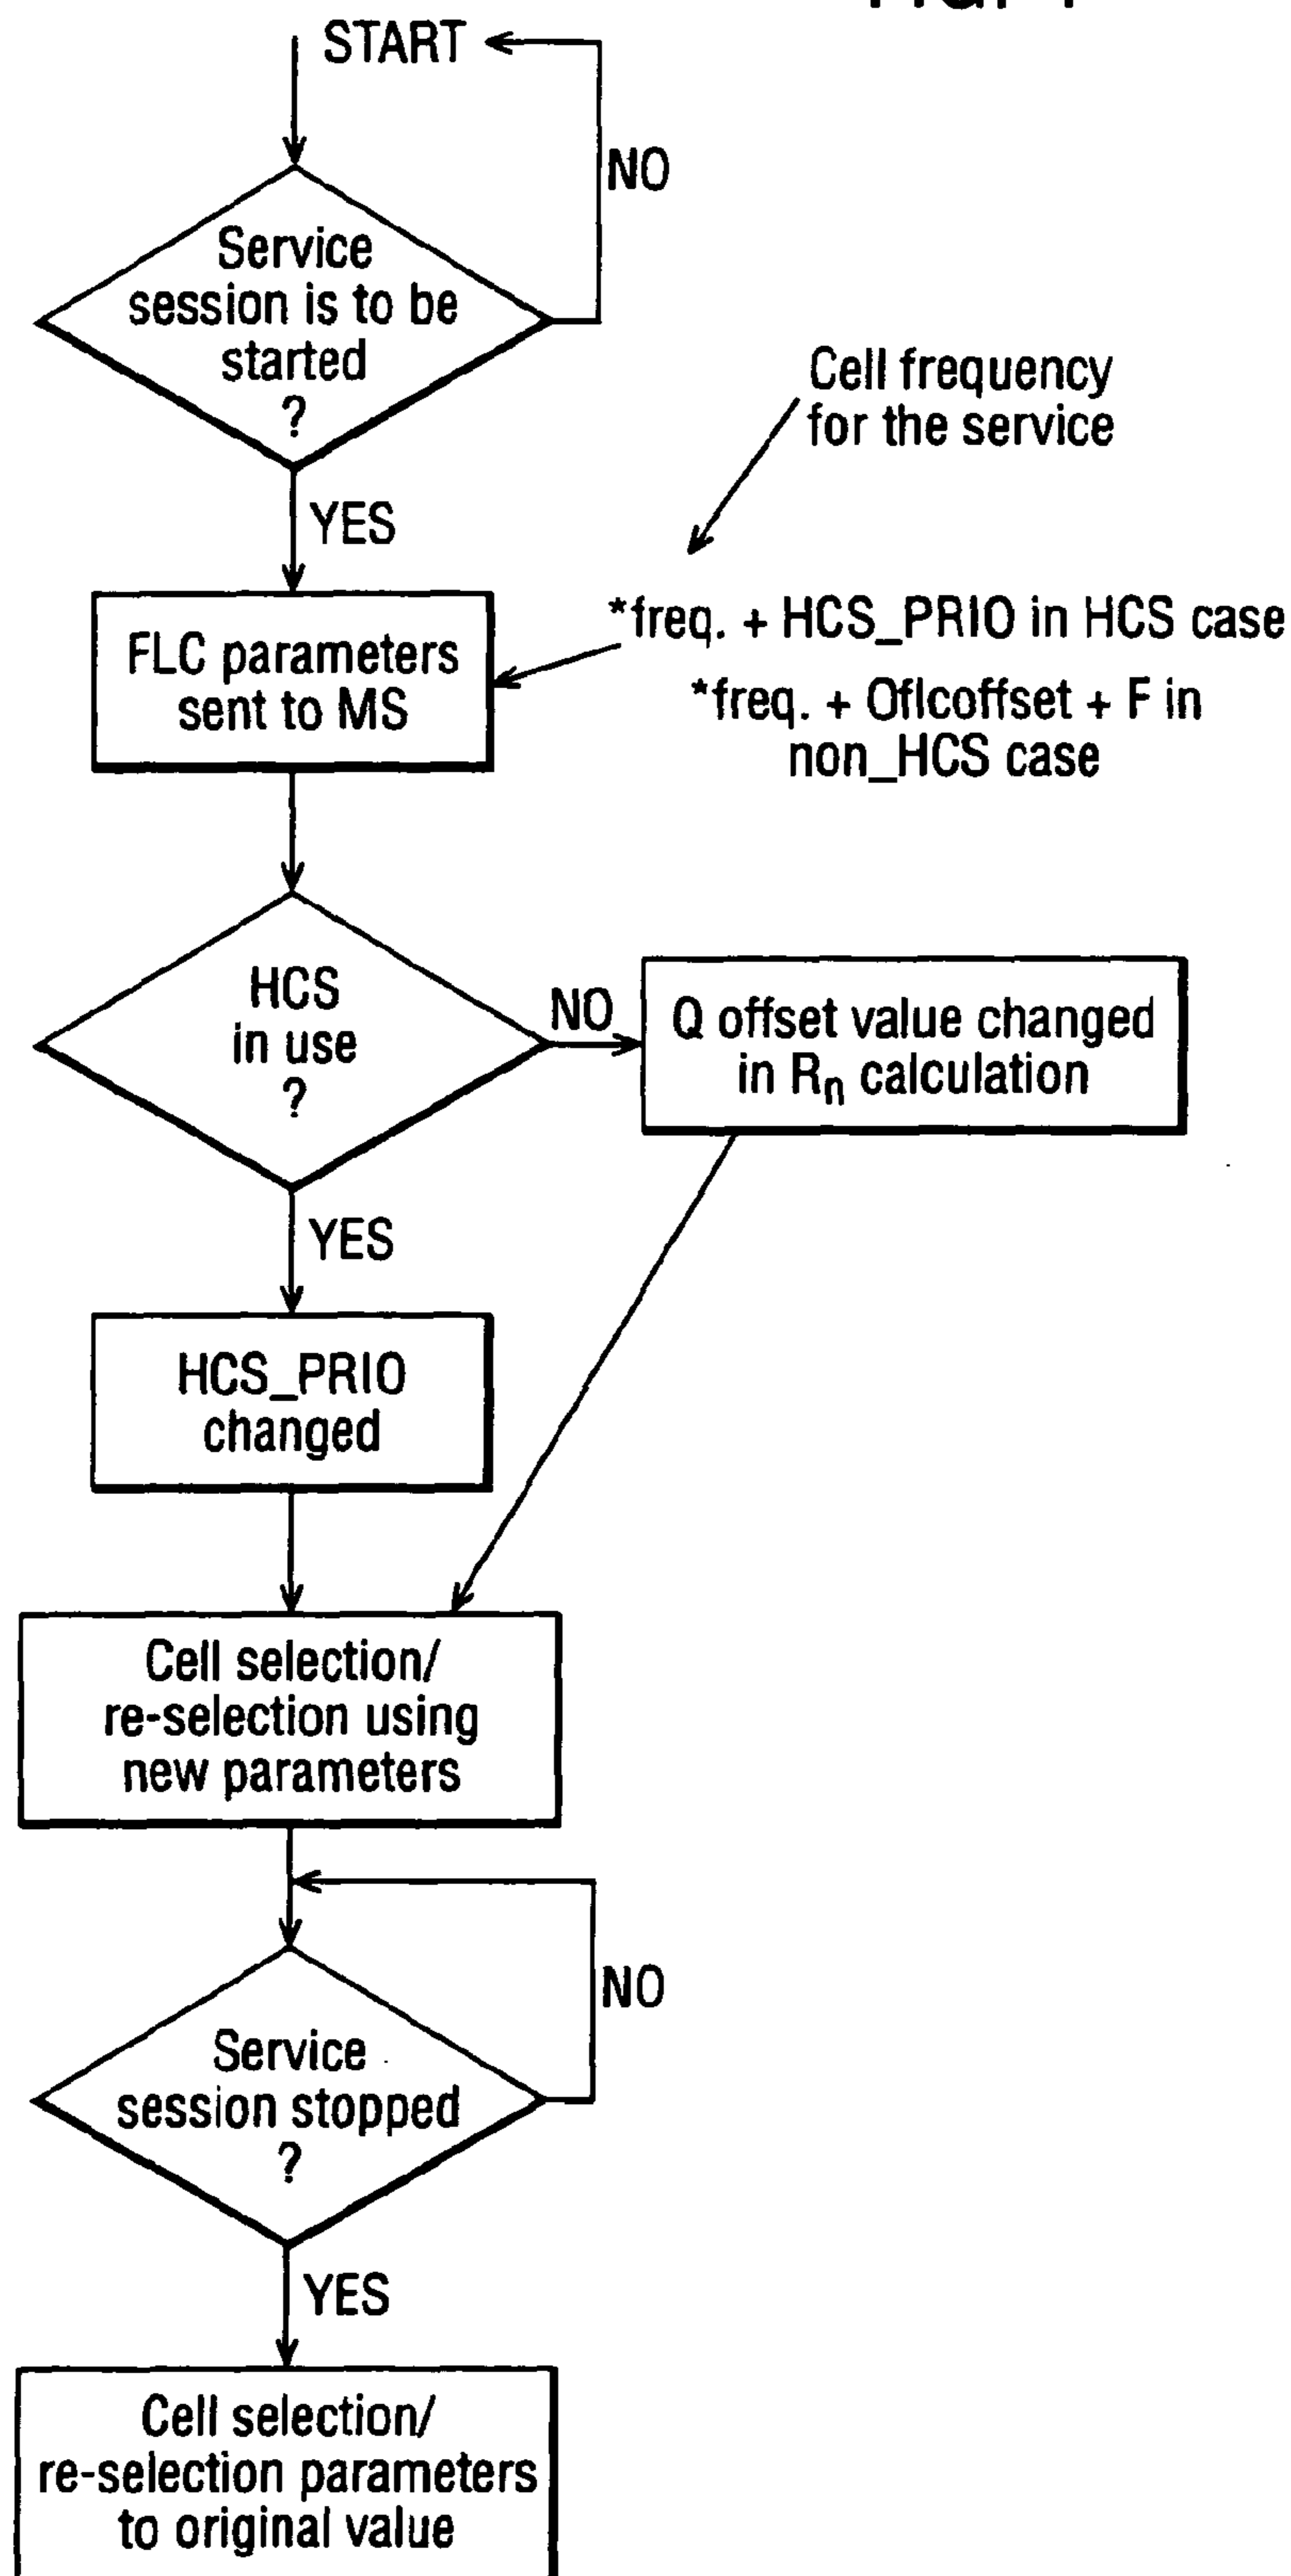 START
NO
Service
session is to be
started
?
Cell frequency
for the service
YES
FLC parameters
sent to MS
*freq. + HCS_PRIO in HCS case
*freq. + Oflcoffset + F in
non_HCS case
HCS
in use
?
NO
Q offset value changed
in Rn calculation
YES
HCS_PRIO
changed
Cell selection/
re-selection using
new parameters
NO
Service
session stopped
?
YES
Cell selection/
re-selection parameters
to original value